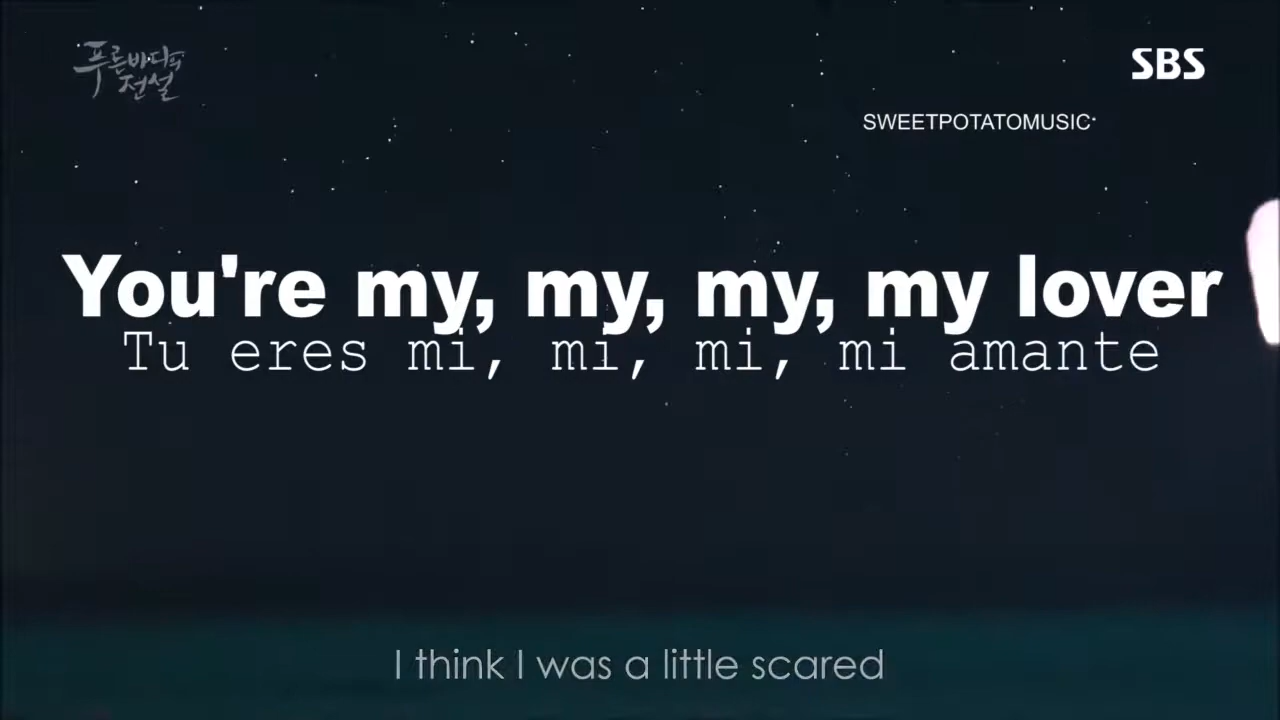 푸른 바다의
전설
SBS
SWEETPOTATOMUSIC
You're my, my, my, my lover
Tu eres mi, mi, mi, mi amante
I think I was a little scared